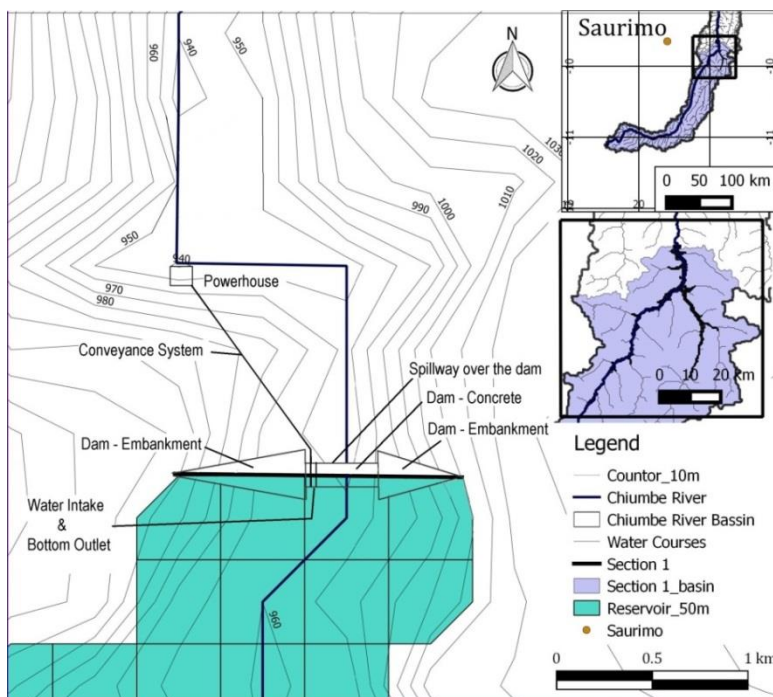 960
940
950
N
Saurimo
-10
-11
20
0 50 100 km
1030
1020
1010
1000
990
950
940
Powerhouse
970
980
Conveyance System
Spillway over the dam
Dam - Concrete
Dam - Embankment
Dam - Embankment
Water Intake
&
Bottom Outlet
960
0 10 20 km
Legend
Countor_10m
Chiumbe River
Chiumbe River Bassin
Water Courses
Section 1
Section 1_basin
Reservoir_50m
Saurimo
0 0.5 1 km